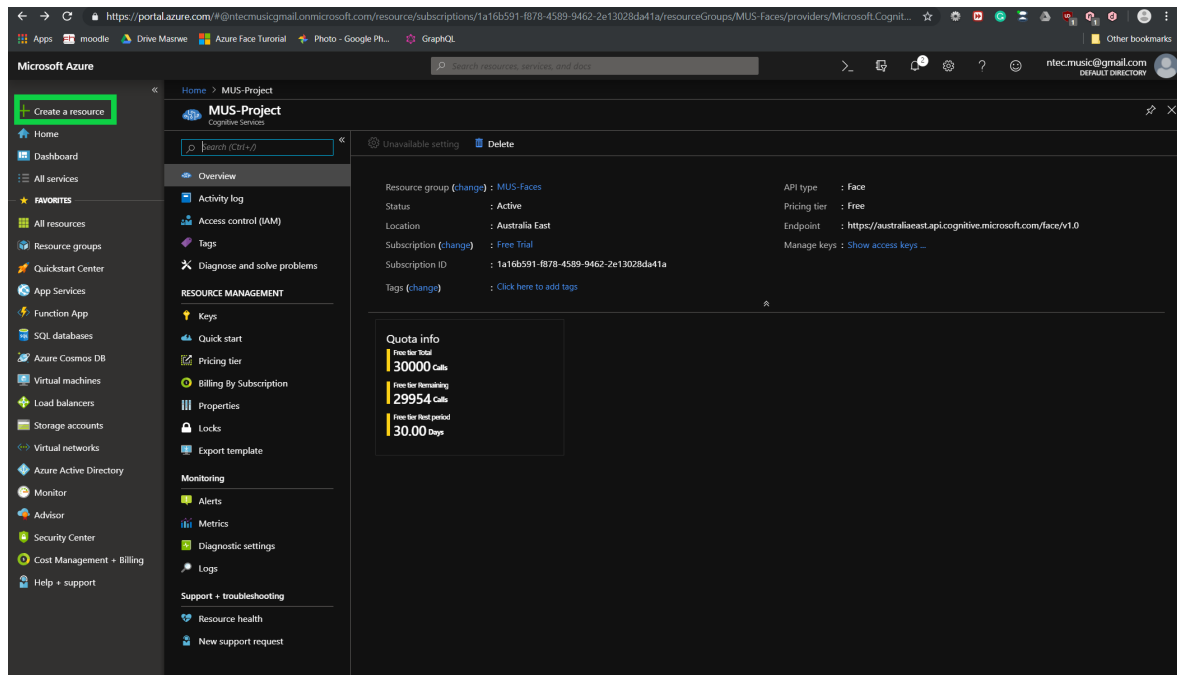 https://portal.azure.com/#@ntecmusicgmail.onmicrosoft.com/resource/subscriptions/1a16b591-f878-4589-9462-2e13028da41a/resourceGroups/MUS-Faces/providers/Microsoft.Cognit...
Apps moodle Drive Masrwe Azure Face Turorial Photo - Google Ph... GraphQL Other bookmarks
Microsoft Azure
Search resources, services, and docs
2
ntec.music@gmail.com
DEFAULT DIRECTORY
Create a resource
Home
Dashboard
All services
FAVORITES
All resources
Resource groups
Quickstart Center
App Services
Function App
SQL databases
Azure Cosmos DB
Virtual machines
Load balancers
Storage accounts
Virtual networks
Azure Active Directory
Monitor
Advisor
Security Center
Cost Management + Billing
Help + support
Home > MUS-Project
MUS-Project
Cognitive Services
Search (Ctrl+/)
Overview
Activity log
Access control (IAM)
Tags
Diagnose and solve problems
RESOURCE MANAGEMENT
Keys
Quick start
Pricing tier
Billing By Subscription
Properties
Locks
Export template
Monitoring
Alerts
Metrics
Diagnostic settings
Logs
Support + troubleshooting
Resource health
New support request
Unavailable setting Delete
Resource group (change) : MUS-Faces
Status : Active
Location : Australia East
Subscription (change) : Free Trial
Subscription ID : 1a16b591-f878-4589-9462-2e13028da41a
Tags (change) : Click here to add tags
API type : Face
Pricing tier : Free
Endpoint : https://australiaeast.api.cognitive.microsoft.com/face/v1.0
Manage keys : Show access keys ...
Quota info
Free tier Total
30000 Calls
Free tier Remaining
29954 Calls
Free tier Rest period
30.00 Days